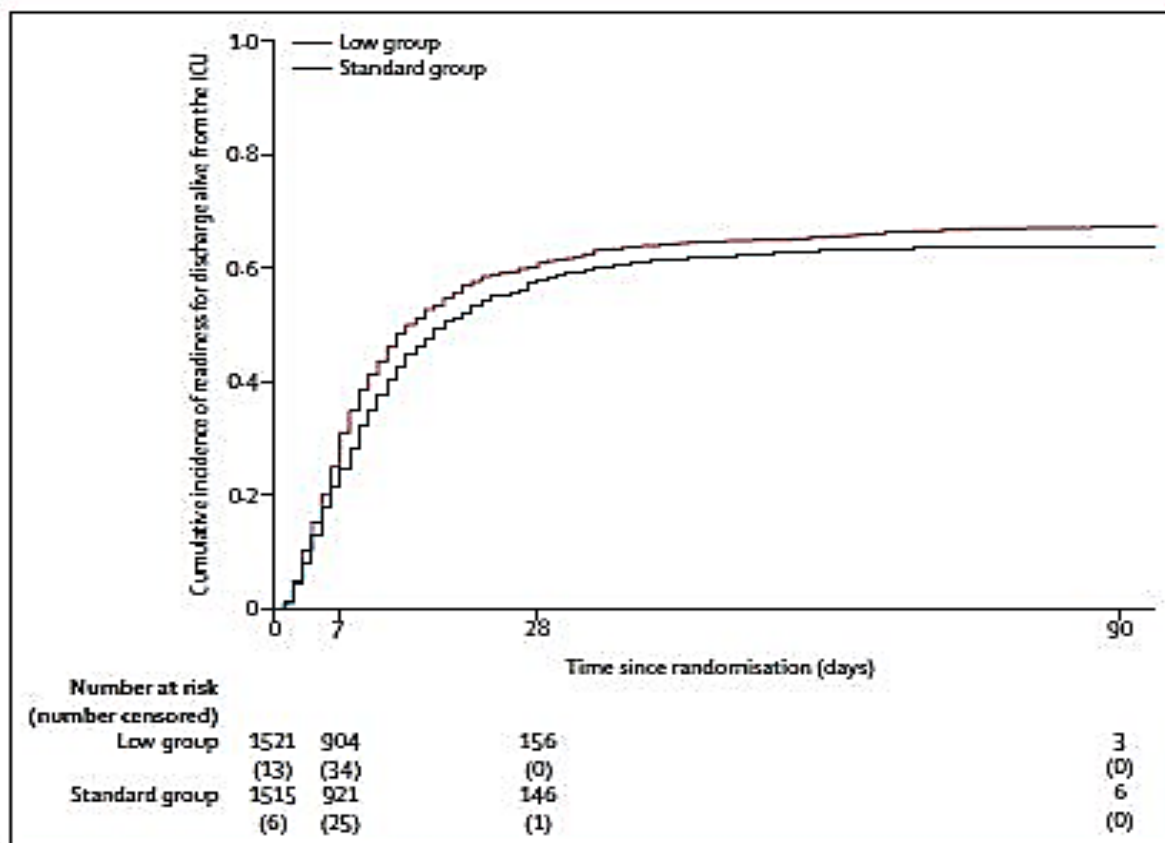 Cumulative incidence of readiness for discharge alive from the ICU
1·0
0·8
0·6
0·4
0·2
0
Low group
Standard group
0 7 28 90
Time since randomisation (days)
Number at risk
(number censored)
Low group 1521 904 156 3
(13) (34) (0) (0)
Standard group 1515 921 146 6
(6) (25) (1) (0)